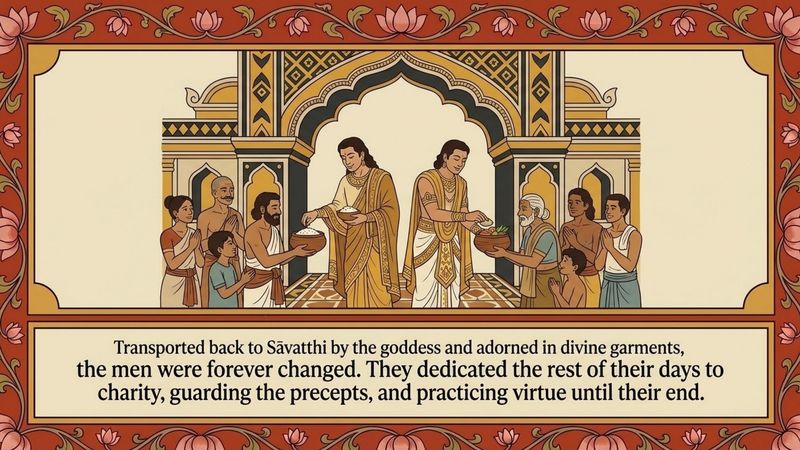 Transported back to Sāvatthi by the goddess and adorned in divine garments,
the men were forever changed. They dedicated the rest of their days to
charity, guarding the precepts, and practicing virtue until their end.